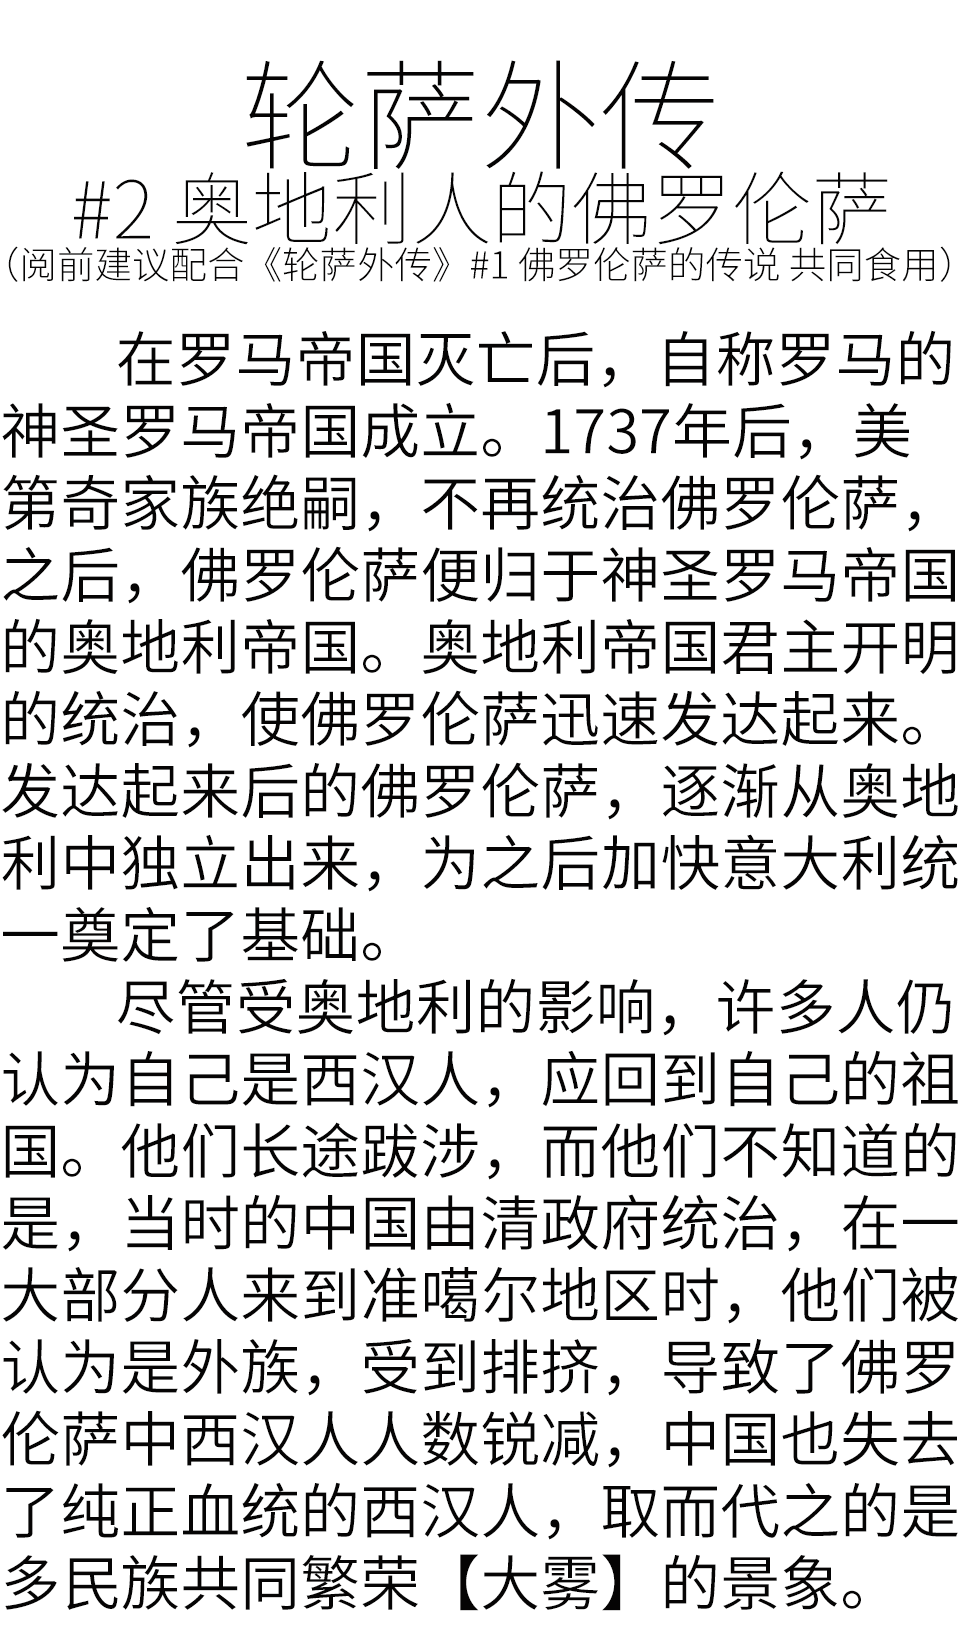 轮萨外传
#2 奥地利人的佛罗伦萨
（阅前建议配合《轮萨外传》#1 佛罗伦萨的传说 共同食用）
在罗马帝国灭亡后，自称罗马的
神圣罗马帝国成立。1737年后，美
第奇家族绝嗣，不再统治佛罗伦萨，
之后，佛罗伦萨便归于神圣罗马帝国
的奥地利帝国。奥地利帝国君主开明
的统治，使佛罗伦萨迅速发达起来。
发达起来后的佛罗伦萨，逐渐从奥地
利中独立出来，为之后加快意大利统
一奠定了基础。
尽管受奥地利的影响，许多人仍
认为自己是西汉人，应回到自己的祖
国。他们长途跋涉，而他们不知道的
是，当时的中国由清政府统治，在一
大部分人来到准噶尔地区时，他们被
认为是外族，受到排挤，导致了佛罗
伦萨中西汉人人数锐减，中国也失去
了纯正血统的西汉人，取而代之的是
多民族共同繁荣【大雾】的景象。